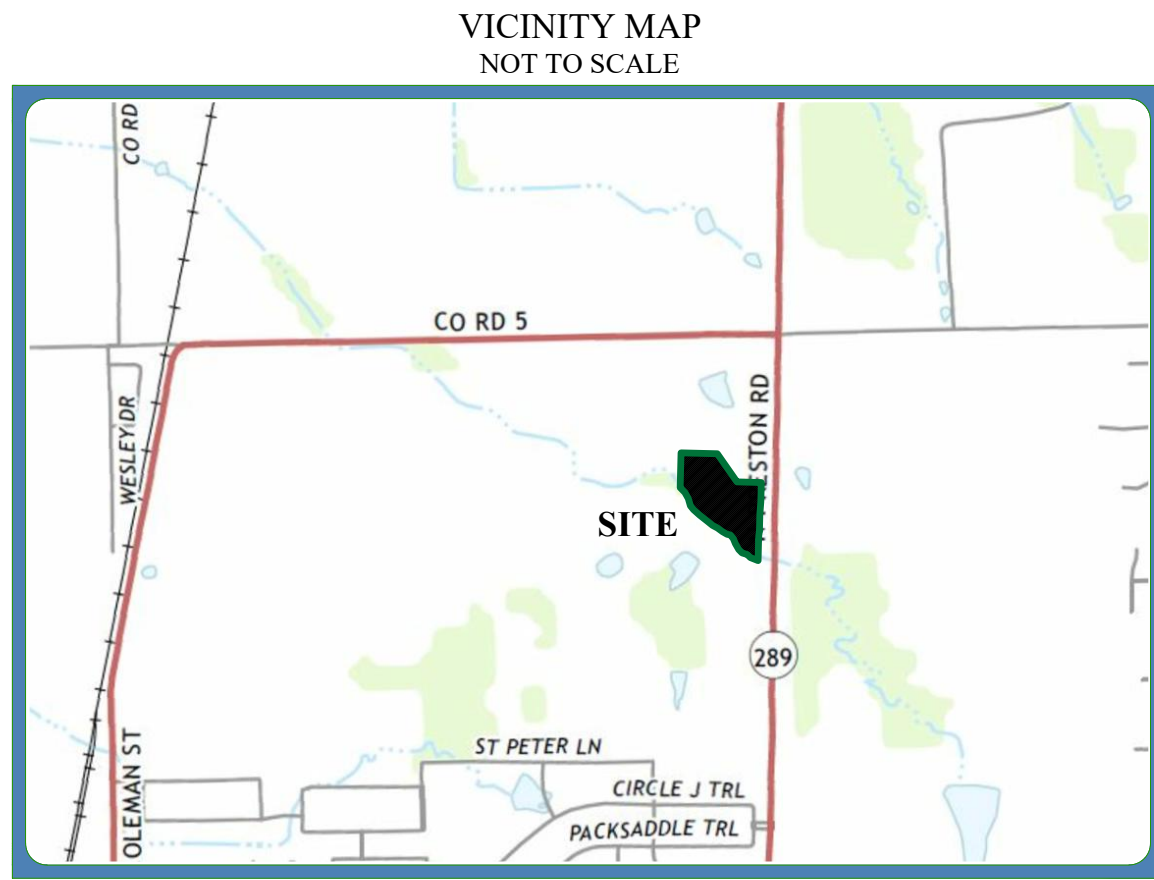 VICINITY MAP
NOT TO SCALE
CO RD
CO RD 5
WESLEY DR
ESTON RD
SITE
289
OLEMAN ST
ST PETER LN
CIRCLE J TRL
PACKSADDLE TRL